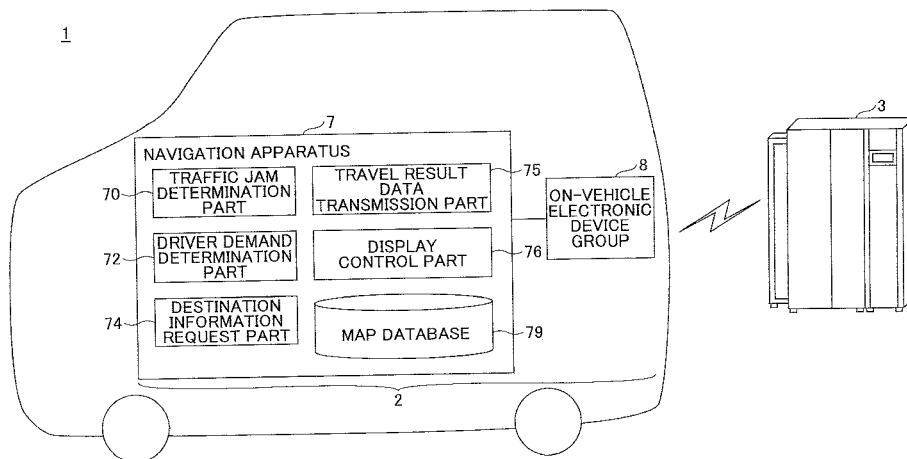 1
7
3
NAVIGATION APPARATUS
70
TRAFFIC JAM
DETERMINATION
PART
TRAVEL RESULT
DATA
TRANSMISSION PART
75
8
ON-VEHICLE
ELECTRONIC
DEVICE
GROUP
72
DRIVER DEMAND
DETERMINATION
PART
DISPLAY
CONTROL PART
76
74
DESTINATION
INFORMATION
REQUEST PART
MAP DATABASE
79
2